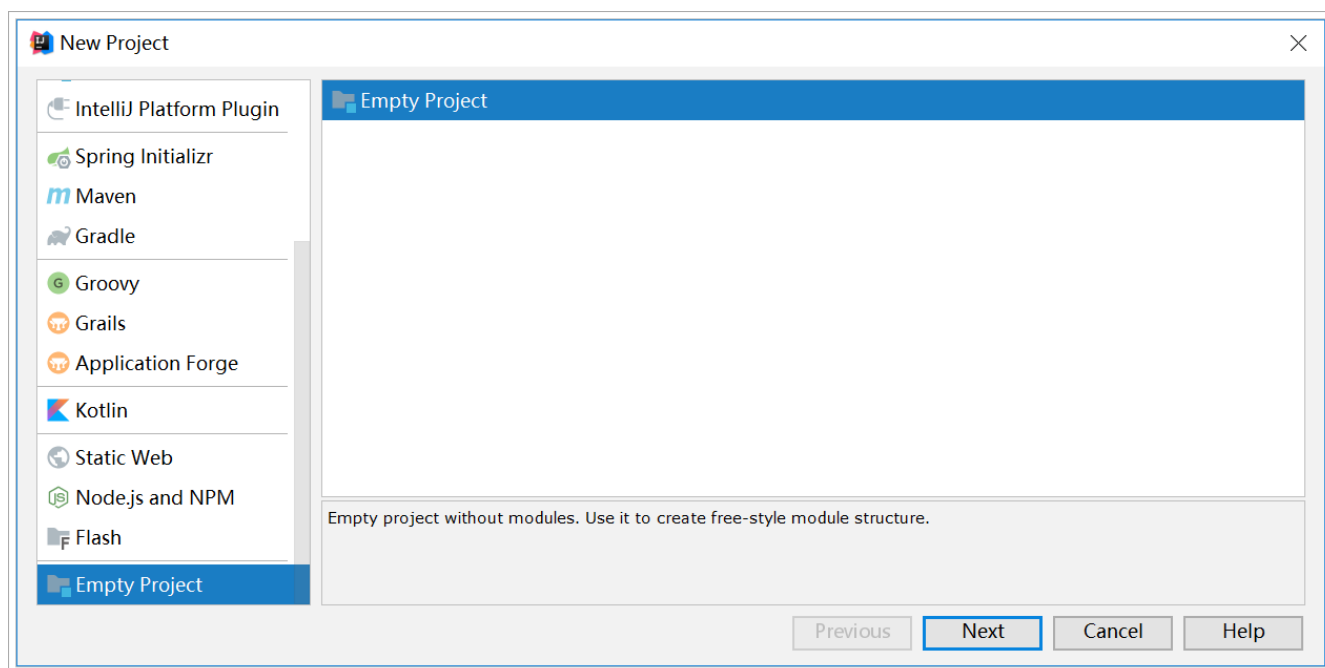 New Project
IntelliJ Platform Plugin
Spring Initializr
m Maven
Gradle
G Groovy
Grails
Application Forge
Kotlin
Static Web
JS Node.js and NPM
F Flash
Empty Project
Empty Project
Empty project without modules. Use it to create free-style module structure.
Previous Next Cancel Help